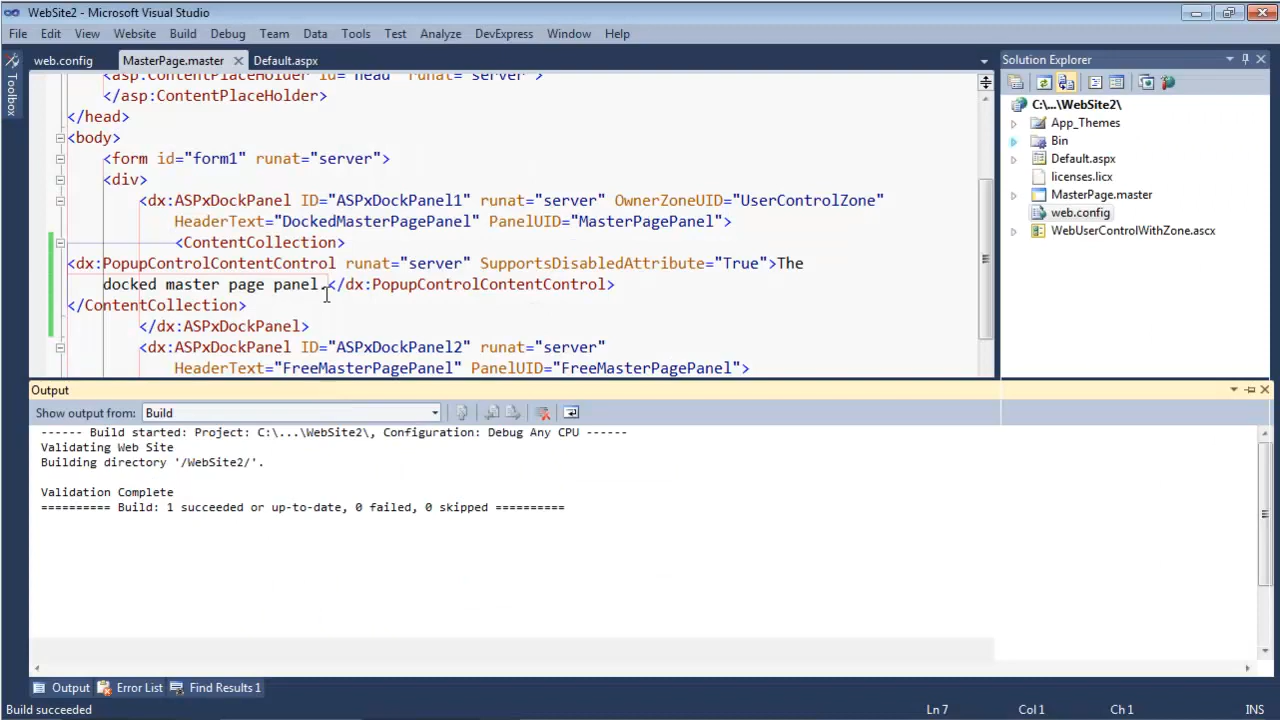 WebSite2 - Microsoft Visual Studio
File Edit View Website Build Debug Team Data Tools Test Analyze DevExpress Window Help
web.config MasterPage.master Default.aspx
Toolbox
<asp:ContentPlaceHolder id="head" runat="server">
</asp:ContentPlaceHolder>
</head>
<body>
<form id="form1" runat="server">
<div>
<dx:ASPxDockPanel ID="ASPxDockPanel1" runat="server" OwnerZoneUID="UserControlZone"
HeaderText="DockedMasterPagePanel" PanelUID="MasterPagePanel">
<ContentCollection>
<dx:PopupControlContentControl runat="server" SupportsDisabledAttribute="True">The
docked master page panel.</dx:PopupControlContentControl>
</ContentCollection>
</dx:ASPxDockPanel>
<dx:ASPxDockPanel ID="ASPxDockPanel2" runat="server"
HeaderText="FreeMasterPagePanel" PanelUID="FreeMasterPagePanel">
Solution Explorer
C:\...\WebSite2\
App_Themes
Bin
Default.aspx
licenses.licx
MasterPage.master
web.config
WebUserControlWithZone.ascx
Output
Show output from: Build
------ Build started: Project: C:\...\WebSite2\, Configuration: Debug Any CPU ------
Validating Web Site
Building directory '/WebSite2/'.
Validation Complete
========== Build: 1 succeeded or up-to-date, 0 failed, 0 skipped ==========
Output Error List Find Results 1
Build succeeded Ln 7 Col 1 Ch 1 INS